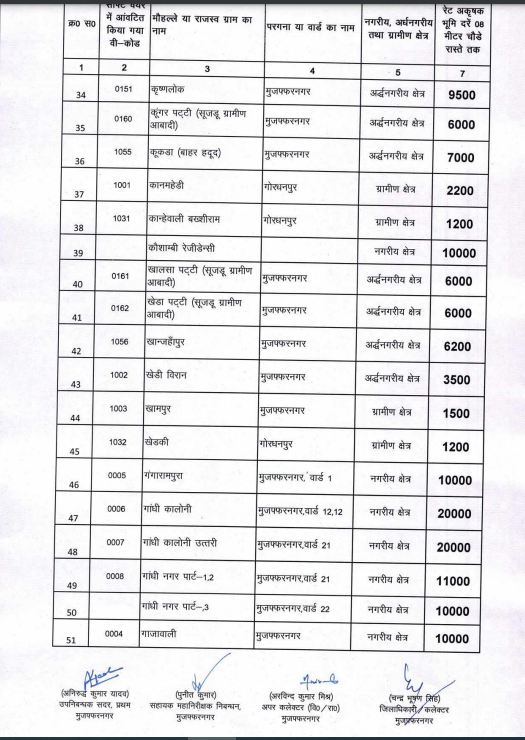 क्र0 स0 | साफ्ट वेयर में आंवटित किया गया वी–कोड | मौहल्ले या राजस्व ग्राम का नाम | परगना या वार्ड का नाम | नगरीय, अर्धनगरीय तथा ग्रामीण क्षेत्र | रेट अकृषक भूमि दरें 08 मीटर चौडे रास्ते तक
1 | 2 | 3 | 4 | 5 | 7
34 | 0151 | कृष्णलोक | मुजफ्फरनगर | अर्द्धनगरीय क्षेत्र | 9500
35 | 0160 | कूंगर पट्टी (सूजडू ग्रामीण आबादी) | मुजफ्फरनगर | अर्द्धनगरीय क्षेत्र | 6000
36 | 1055 | कूकडा (बाहर हदूद) | मुजफ्फरनगर | अर्द्धनगरीय क्षेत्र | 7000
37 | 1001 | कानमहेडी | गोरधनपुर | ग्रामीण क्षेत्र | 2200
38 | 1031 | कान्हेवाली बख्शीराम | गोरधनपुर | ग्रामीण क्षेत्र | 1200
39 | कौशाम्बी रेजीडेन्सी | नगरीय क्षेत्र | 10000
40 | 0161 | खालसा पट्टी (सूजडू ग्रामीण आबादी) | मुजफ्फरनगर | अर्द्धनगरीय क्षेत्र | 6000
41 | 0162 | खेडा पट्टी (सूजडू ग्रामीण आबादी) | मुजफ्फरनगर | अर्द्धनगरीय क्षेत्र | 6000
42 | 1056 | खान्जहाँपुर | मुजफ्फरनगर | अर्द्धनगरीय क्षेत्र | 6200
43 | 1002 | खेडी विरान | मुजफ्फरनगर | अर्द्धनगरीय क्षेत्र | 3500
44 | 1003 | खामपुर | मुजफ्फरनगर | ग्रामीण क्षेत्र | 1500
45 | 1032 | खेडकी | गोरधनपुर | ग्रामीण क्षेत्र | 1200
46 | 0005 | गंगारामपुरा | मुजफ्फरनगर, वार्ड 1 | नगरीय क्षेत्र | 10000
47 | 0006 | गांधी कालोनी | मुजफ्फरनगर,वार्ड 12,12 | नगरीय क्षेत्र | 20000
48 | 0007 | गांधी कालोनी उत्तरी | मुजफ्फरनगर,वार्ड 21 | नगरीय क्षेत्र | 20000
49 | 0008 | गांधी नगर पार्ट–1,2 | मुजफ्फरनगर,वार्ड 21 | नगरीय क्षेत्र | 11000
50 | गांधी नगर पार्ट–,3 | मुजफ्फरनगर,वार्ड 22 | नगरीय क्षेत्र | 10000
51 | 0004 | गाजावाली | मुजफ्फरनगर | नगरीय क्षेत्र | 10000
(अनिरुद्ध कुमार यादव)
उपनिबन्धक सदर, प्रथम
मुजफ्फरनगर
(पुनीत कुमार)
सहायक महानिरीक्षक निबन्धन,
मुजफ्फरनगर
(अरविन्द कुमार मिश्र)
अपर कलेक्टर (वि0/रा0)
मुजफ्फरनगर
(चन्द्र भूषण सिंह)
जिलाधिकारी/कलेक्टर
मुजफ्फरनगर